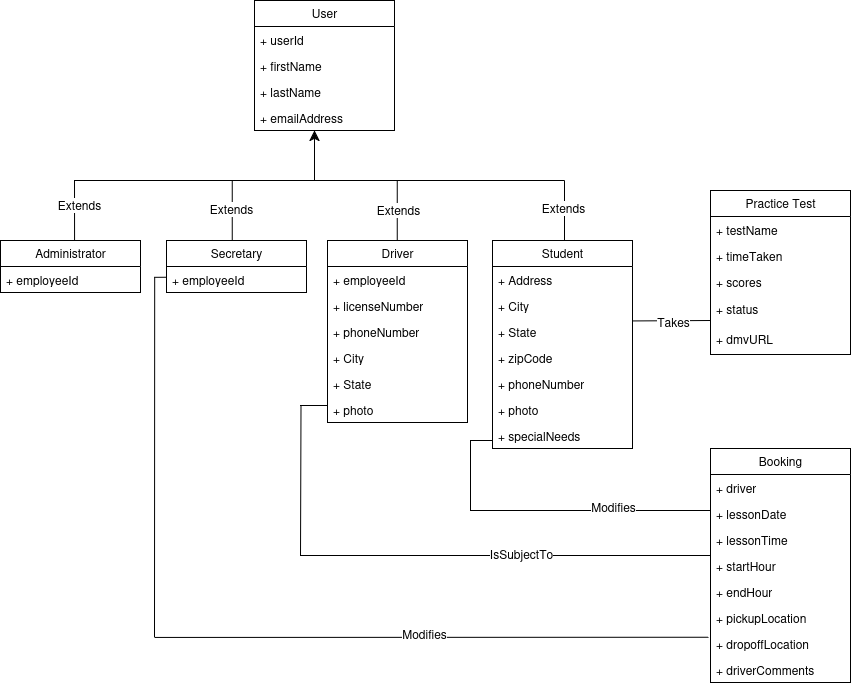 User
+ userId
+ firstName
+ lastName
+ emailAddress
Extends
Extends
Extends
Extends
Administrator
+ employeeId
Secretary
+ employeeId
Driver
+ employeeId
+ licenseNumber
+ phoneNumber
+ City
+ State
+ photo
Student
+ Address
+ City
+ State
+ zipCode
+ phoneNumber
+ photo
+ specialNeeds
Takes
Practice Test
+ testName
+ timeTaken
+ scores
+ status
+ dmvURL
Modifies
IsSubjectTo
Modifies
Booking
+ driver
+ lessonDate
+ lessonTime
+ startHour
+ endHour
+ pickupLocation
+ dropoffLocation
+ driverComments